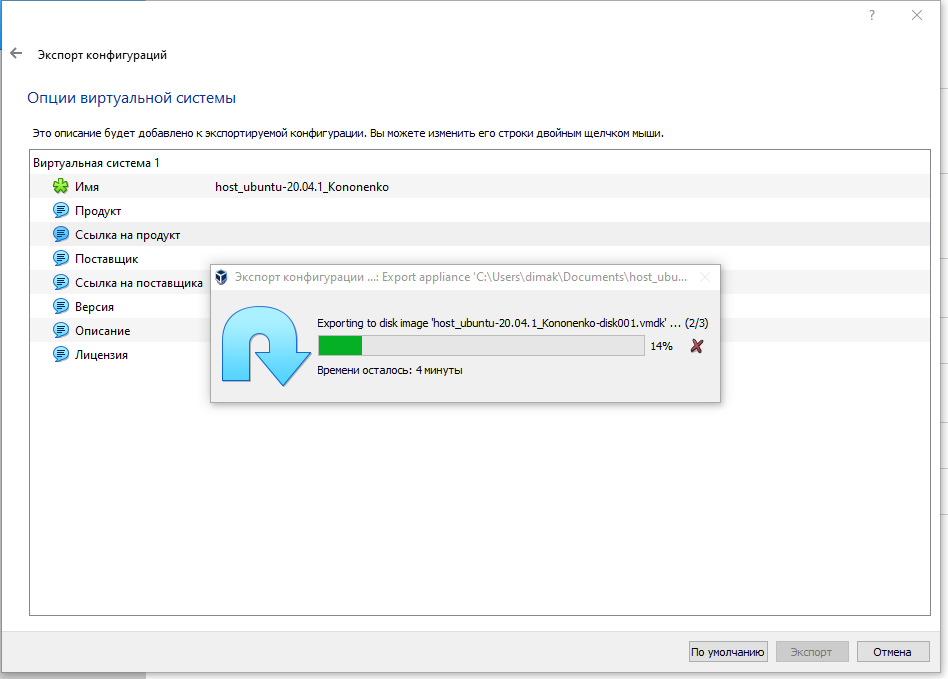 ?
Экспорт конфигураций
Опции виртуальной системы
Это описание будет добавлено к экспортируемой конфигурации. Вы можете изменить его строки двойным щелчком мыши.
Виртуальная система 1
Имя host_ubuntu-20.04.1_Kononenko
Продукт
Ссылка на продукт
Поставщик
Ссылка на поставщика
Версия
Описание
Лицензия
Экспорт конфигурации ...: Export appliance 'C:\Users\dimak\Documents\host_ubu...
Exporting to disk image 'host_ubuntu-20.04.1_Kononenko-disk001.vmdk' ... (2/3)
14%
Времени осталось: 4 минуты
По умолчанию Экспорт Отмена